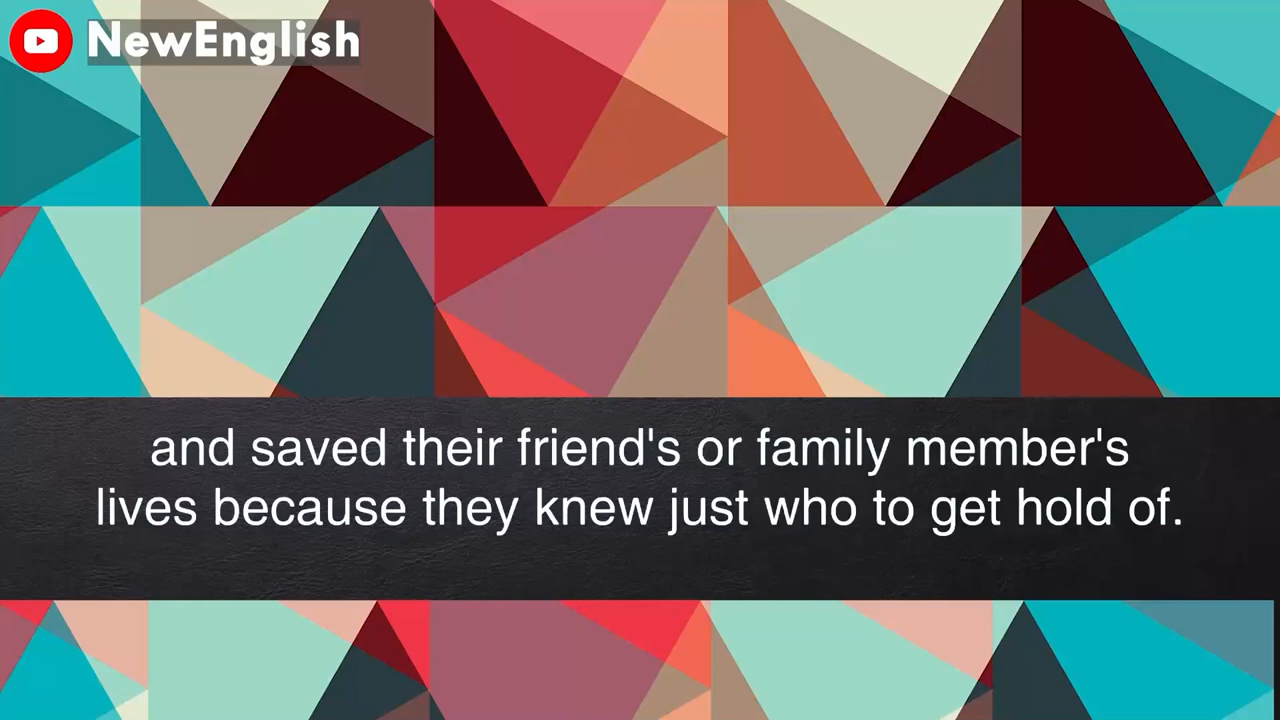 NewEnglish
and saved their friend's or family member's
lives because they knew just who to get hold of.